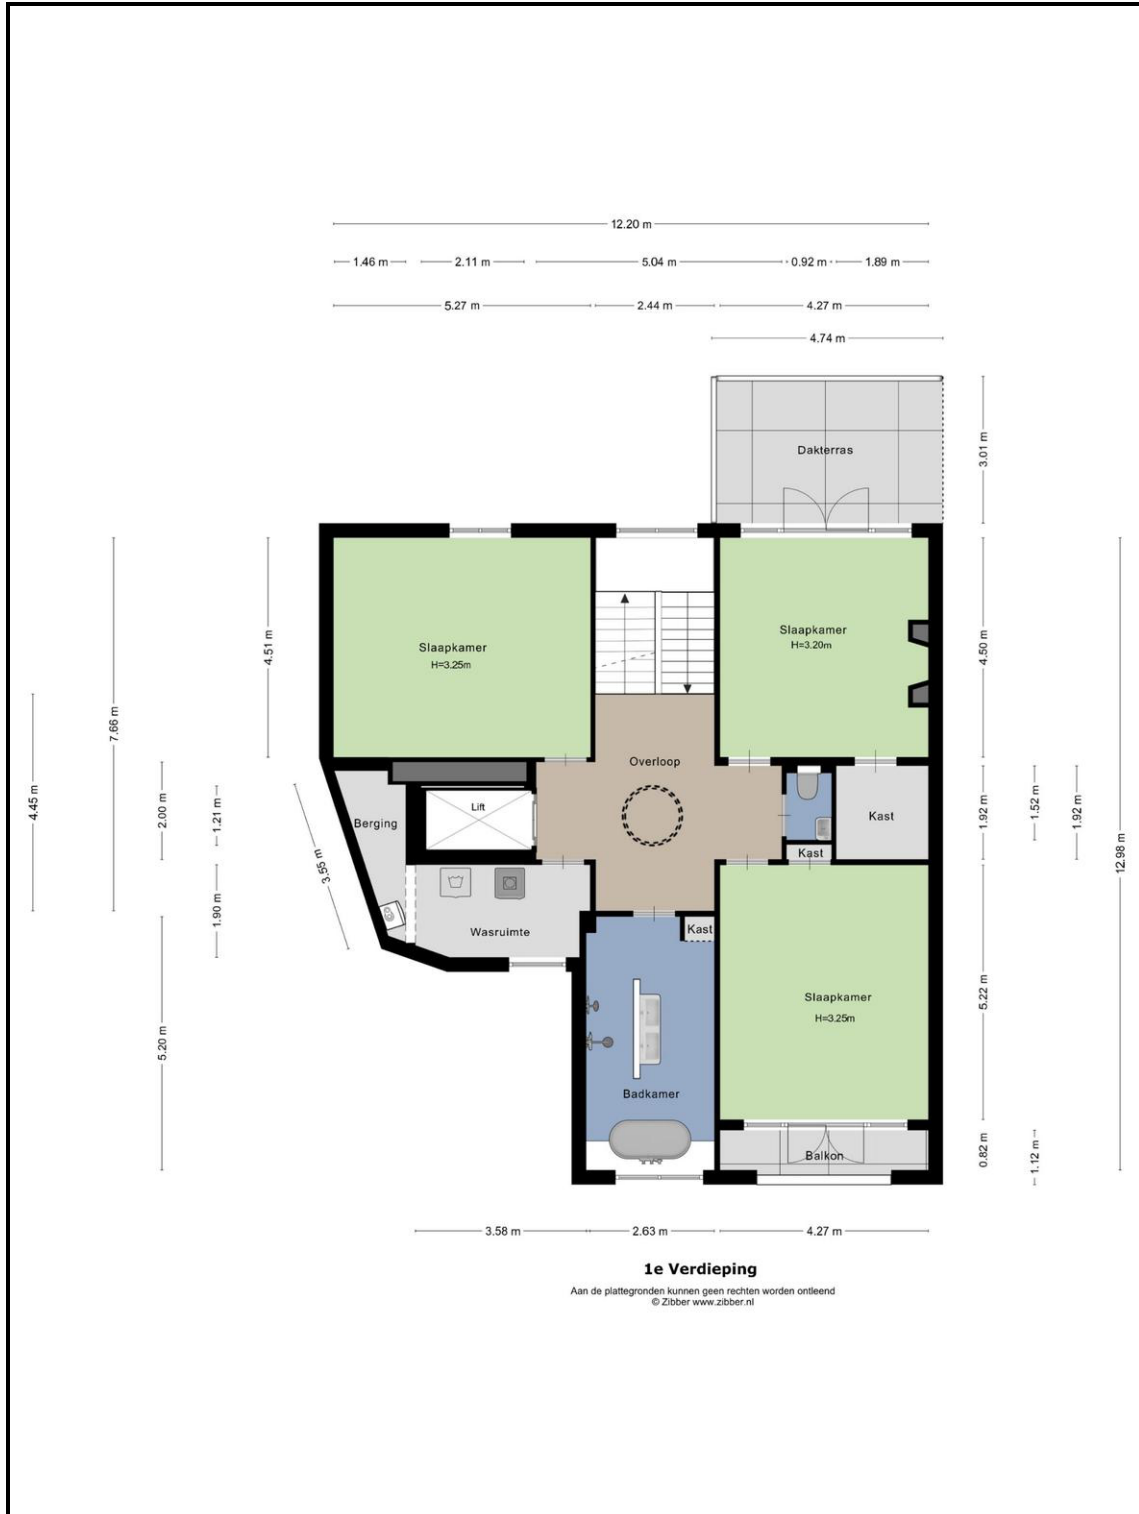 12.20 m
1.46 m 2.11 m 5.04 m 0.92 m 1.89 m
5.27 m 2.44 m 4.27 m
4.74 m
3.01 m
Dakterras
4.51 m
7.66 m
4.45 m
2.00 m
1.21 m
1.90 m
3.55 m
5.20 m
Slaapkamer
H=3.25m
Slaapkamer
H=3.20m
Overloop
Lift
Berging
Kast
Kast
Wasruimte
Kast
Slaapkamer
H=3.25m
Badkamer
Balkon
4.50 m
1.92 m
1.52 m
1.92 m
12.98 m
5.22 m
0.82 m
1.12 m
3.58 m 2.63 m 4.27 m
1e Verdieping
Aan de plattegronden kunnen geen rechten worden ontleend
© Zibber www.zibber.nl